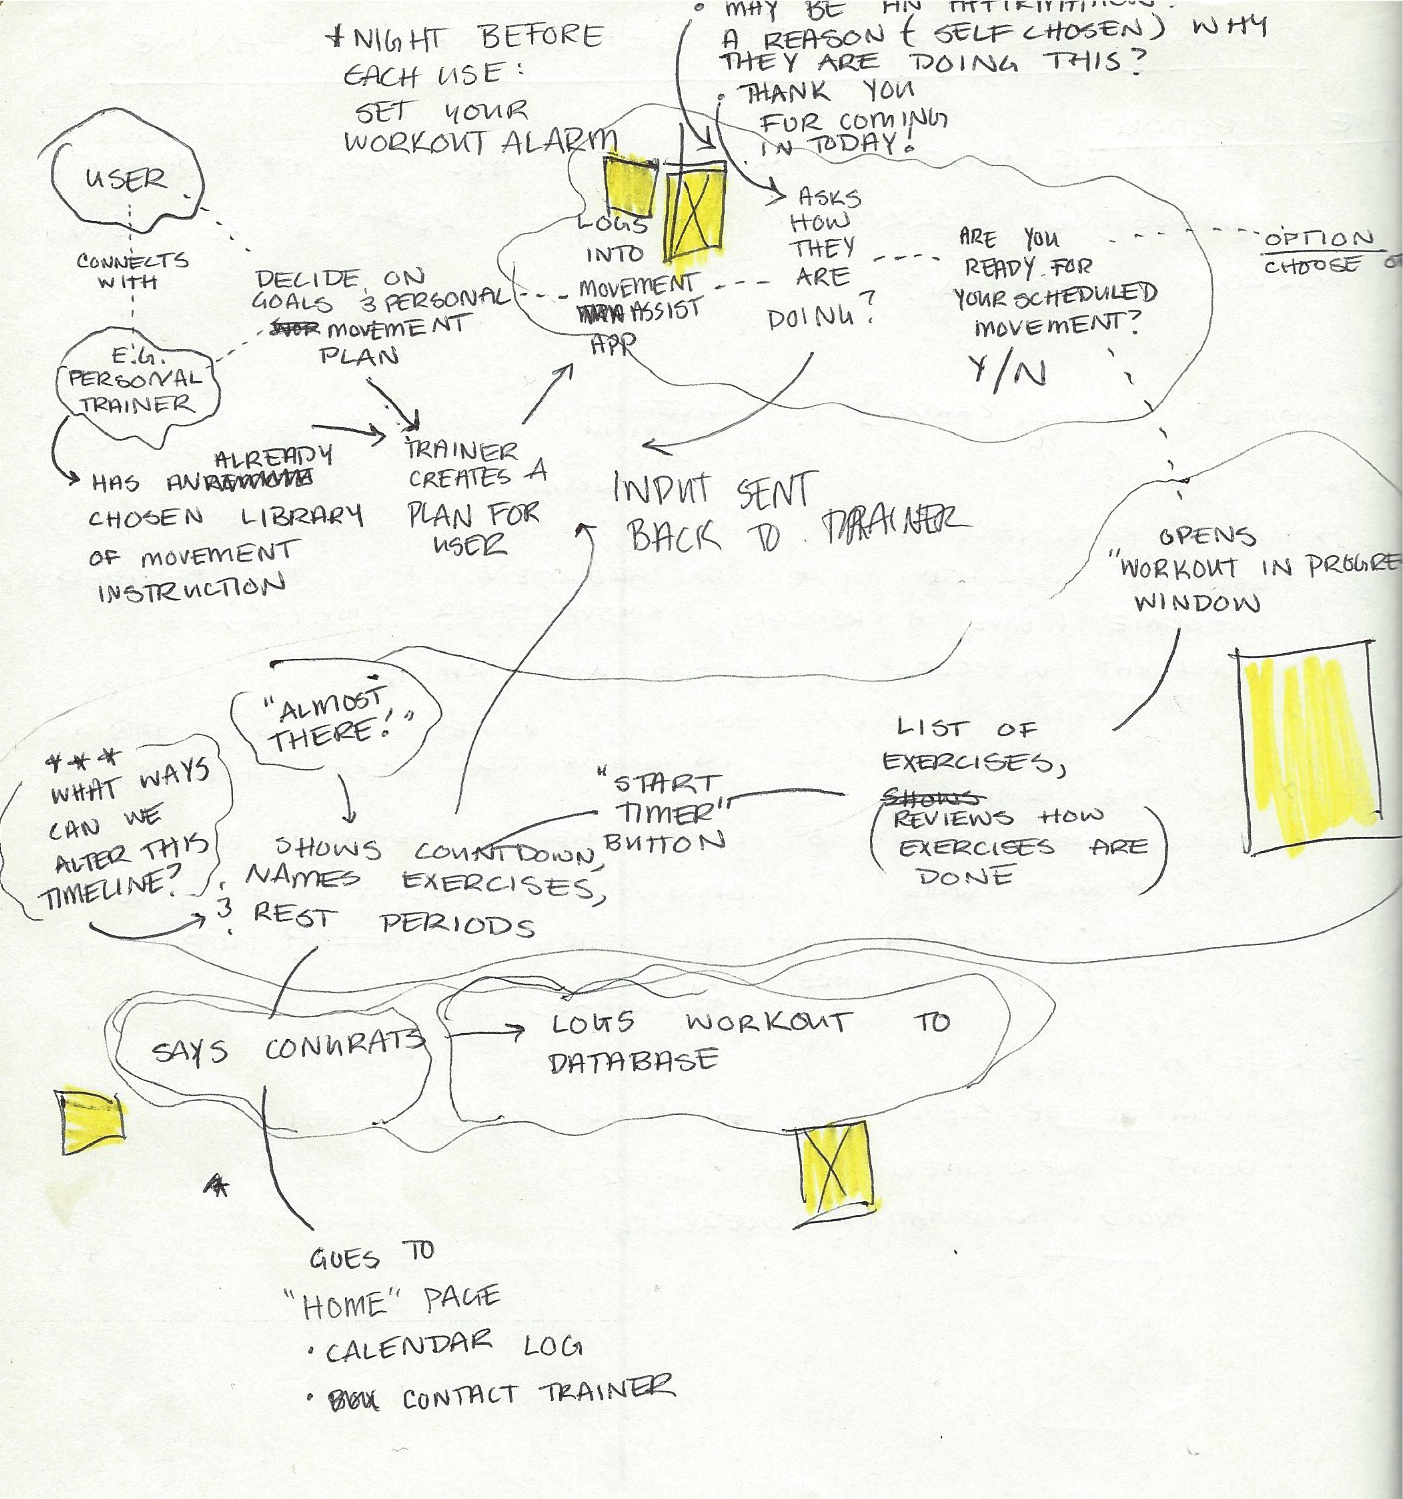 * NIGHT BEFORE
EACH USE:
SET YOUR
WORKOUT ALARM
• MAY BE AN AFFIRMATION.
A REASON (SELF CHOSEN) WHY
THEY ARE DOING THIS?
• THANK YOU
FUR COMING
IN TODAY!
USER
CONNECTS
WITH
E.G.
PERSONAL
TRAINER
DECIDE ON
GOALS & PERSONAL
MOVEMENT
PLAN
LOGS
INTO
MOVEMENT
ASSIST
APP
ASKS
HOW
THEY
ARE
DOING?
ARE YOU
READY FOR
YOUR SCHEDULED
MOVEMENT?
Y/N
OPTION
CHOOSE
HAS AN ALREADY
CHOSEN LIBRARY
OF MOVEMENT
INSTRUCTION
TRAINER
CREATES A
PLAN FOR
USER
INPUT SENT
BACK TO TRAINER
OPENS
"WORKOUT IN PROGRE
WINDOW
"ALMOST
THERE!"
***
WHAT WAYS
CAN WE
ALTER THIS
TIMELINE?
LIST OF
EXERCISES,
SHOWS
(REVIEWS HOW
EXERCISES ARE
DONE)
"START
TIMER"
BUTTON
SHOWS COUNTDOWN,
NAMES EXERCISES,
& REST PERIODS
SAYS CONGRATS
LOGS WORKOUT TO
DATABASE
*
GOES TO
"HOME" PAGE
• CALENDAR LOG
• CONTACT TRAINER